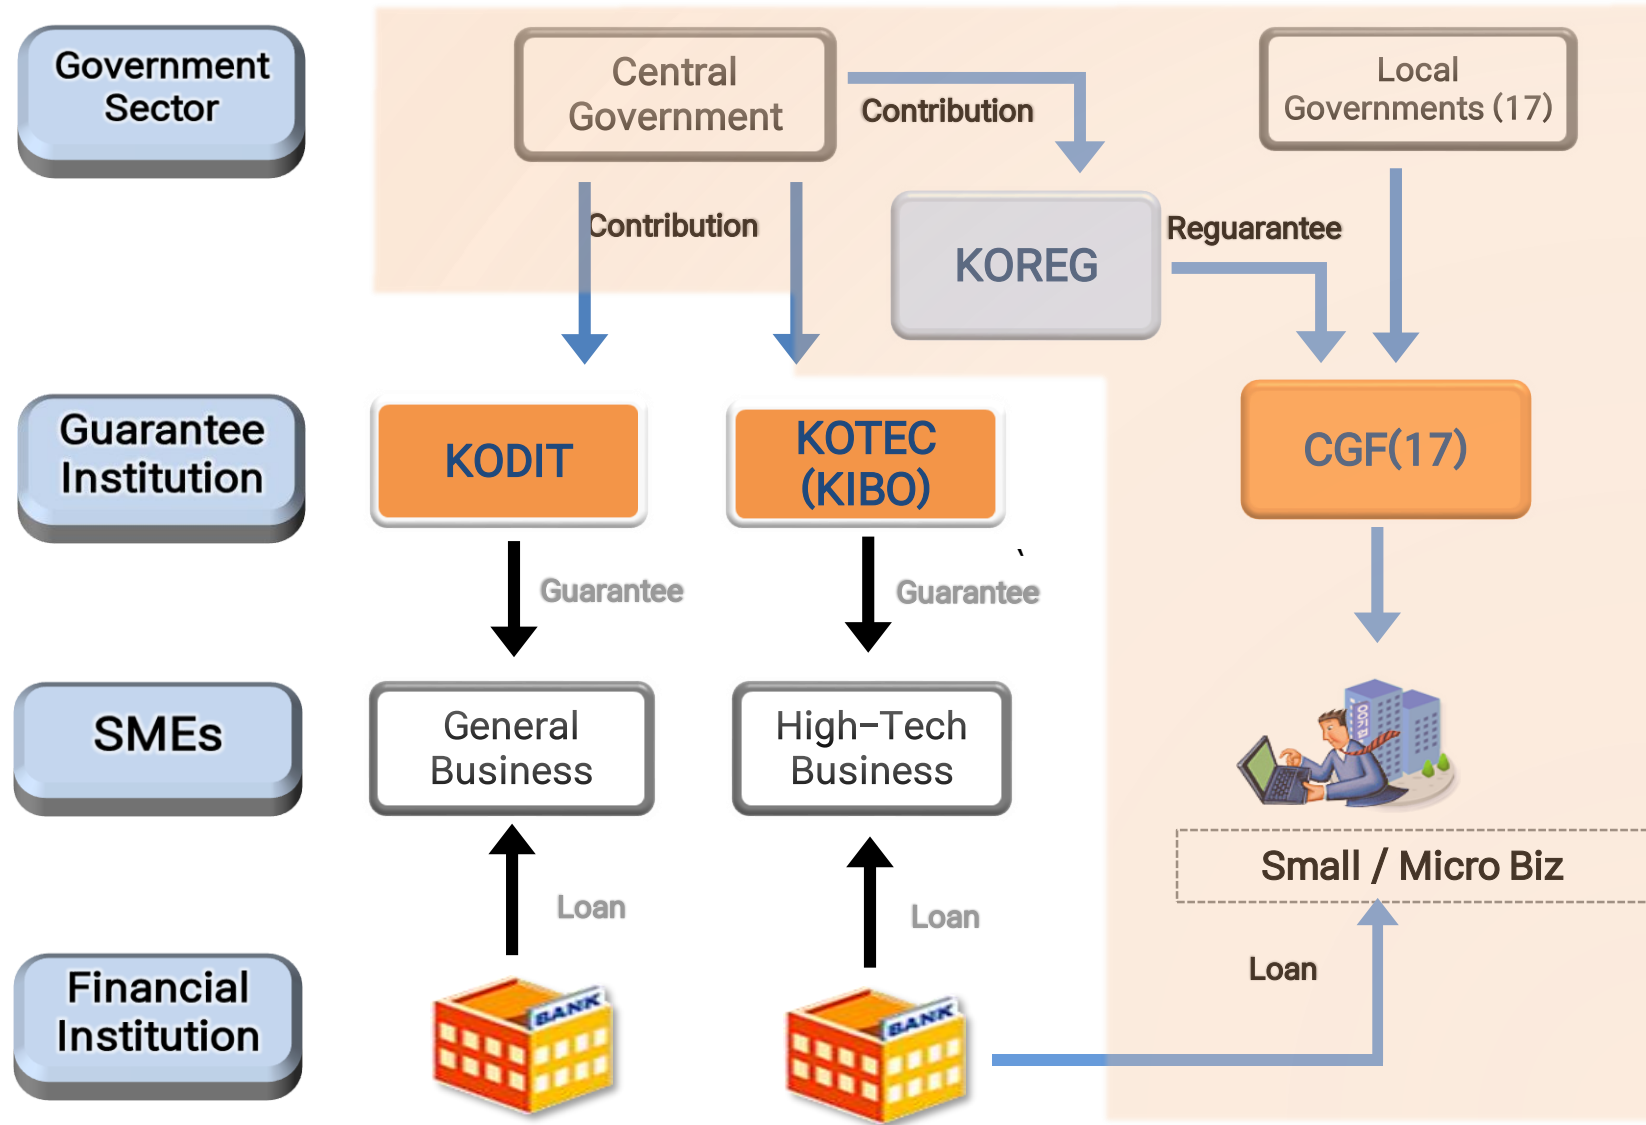 Government
Sector
Central
Government
Contribution
Local
Governments (17)
Contribution
KOREG
Reguarantee
Guarantee
Institution
KODIT
KOTEC
(KIBO)
CGF(17)
Guarantee
Guarantee
SMEs
General
Business
High-Tech
Business
Small / Micro Biz
Loan
Loan
Loan
Financial
Institution
BANK
BANK